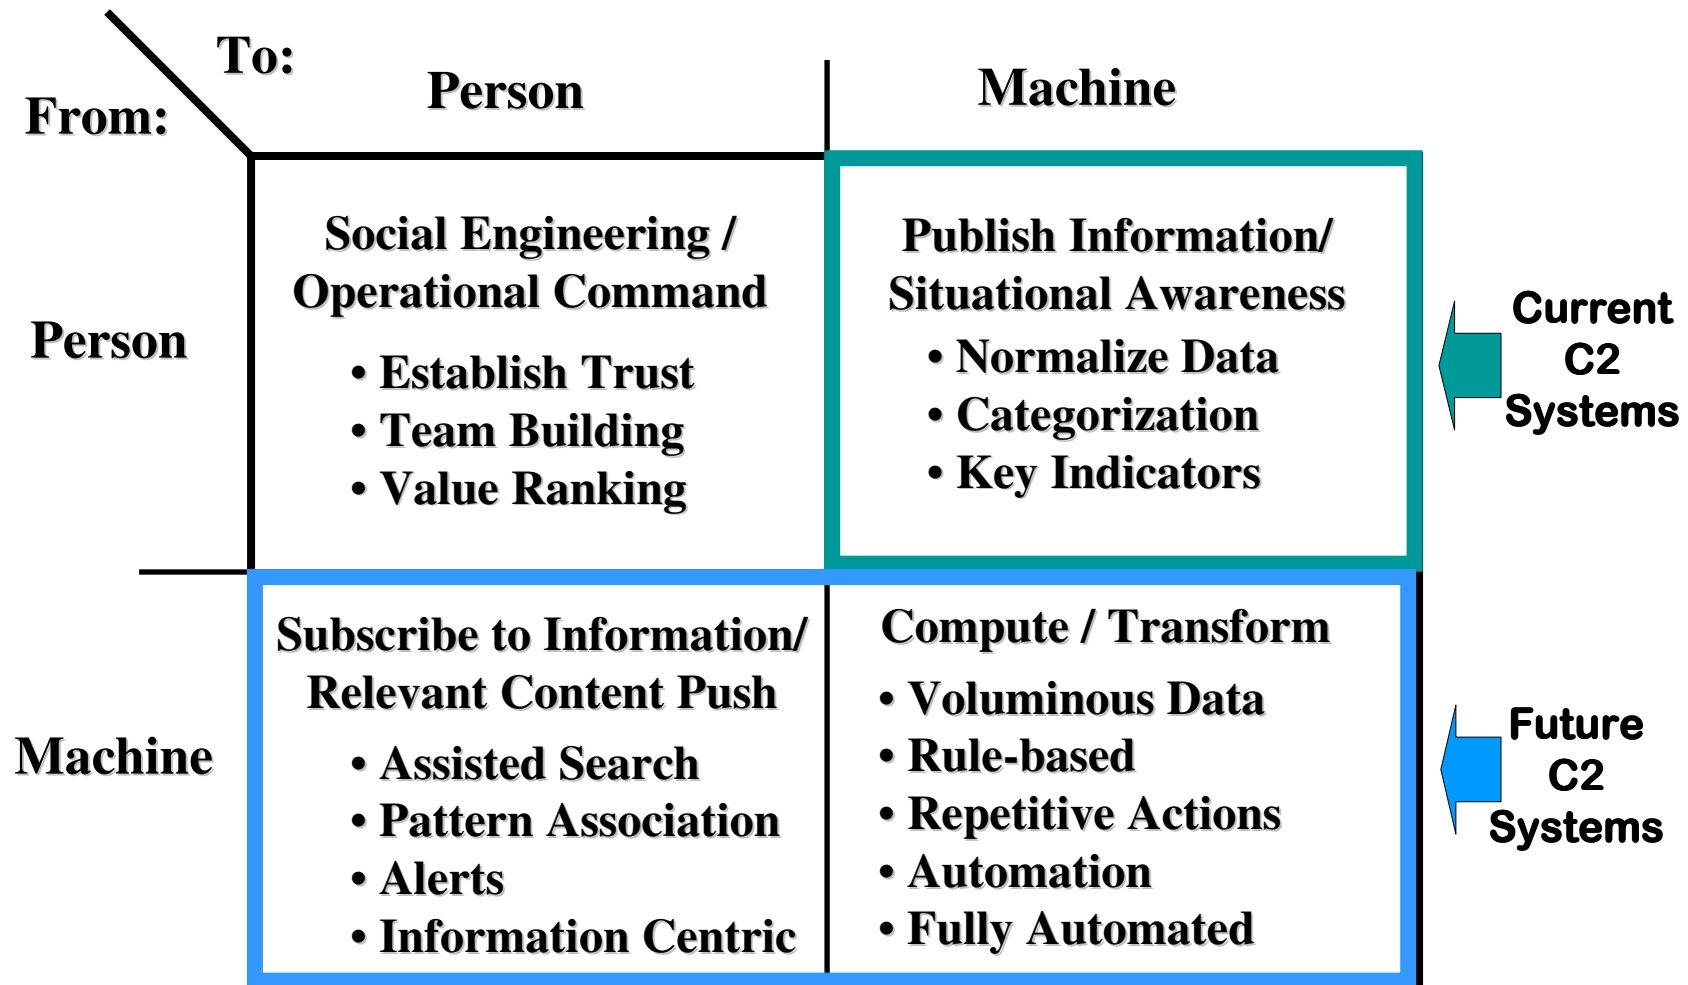 To:
From:
Person
Machine
Person
Social Engineering /
Operational Command
• Establish Trust
• Team Building
• Value Ranking
Publish Information/
Situational Awareness
• Normalize Data
• Categorization
• Key Indicators
Current
C2
Systems
Machine
Subscribe to Information/
Relevant Content Push
• Assisted Search
• Pattern Association
• Alerts
• Information Centric
Compute / Transform
• Voluminous Data
• Rule-based
• Repetitive Actions
• Automation
• Fully Automated
Future
C2
Systems